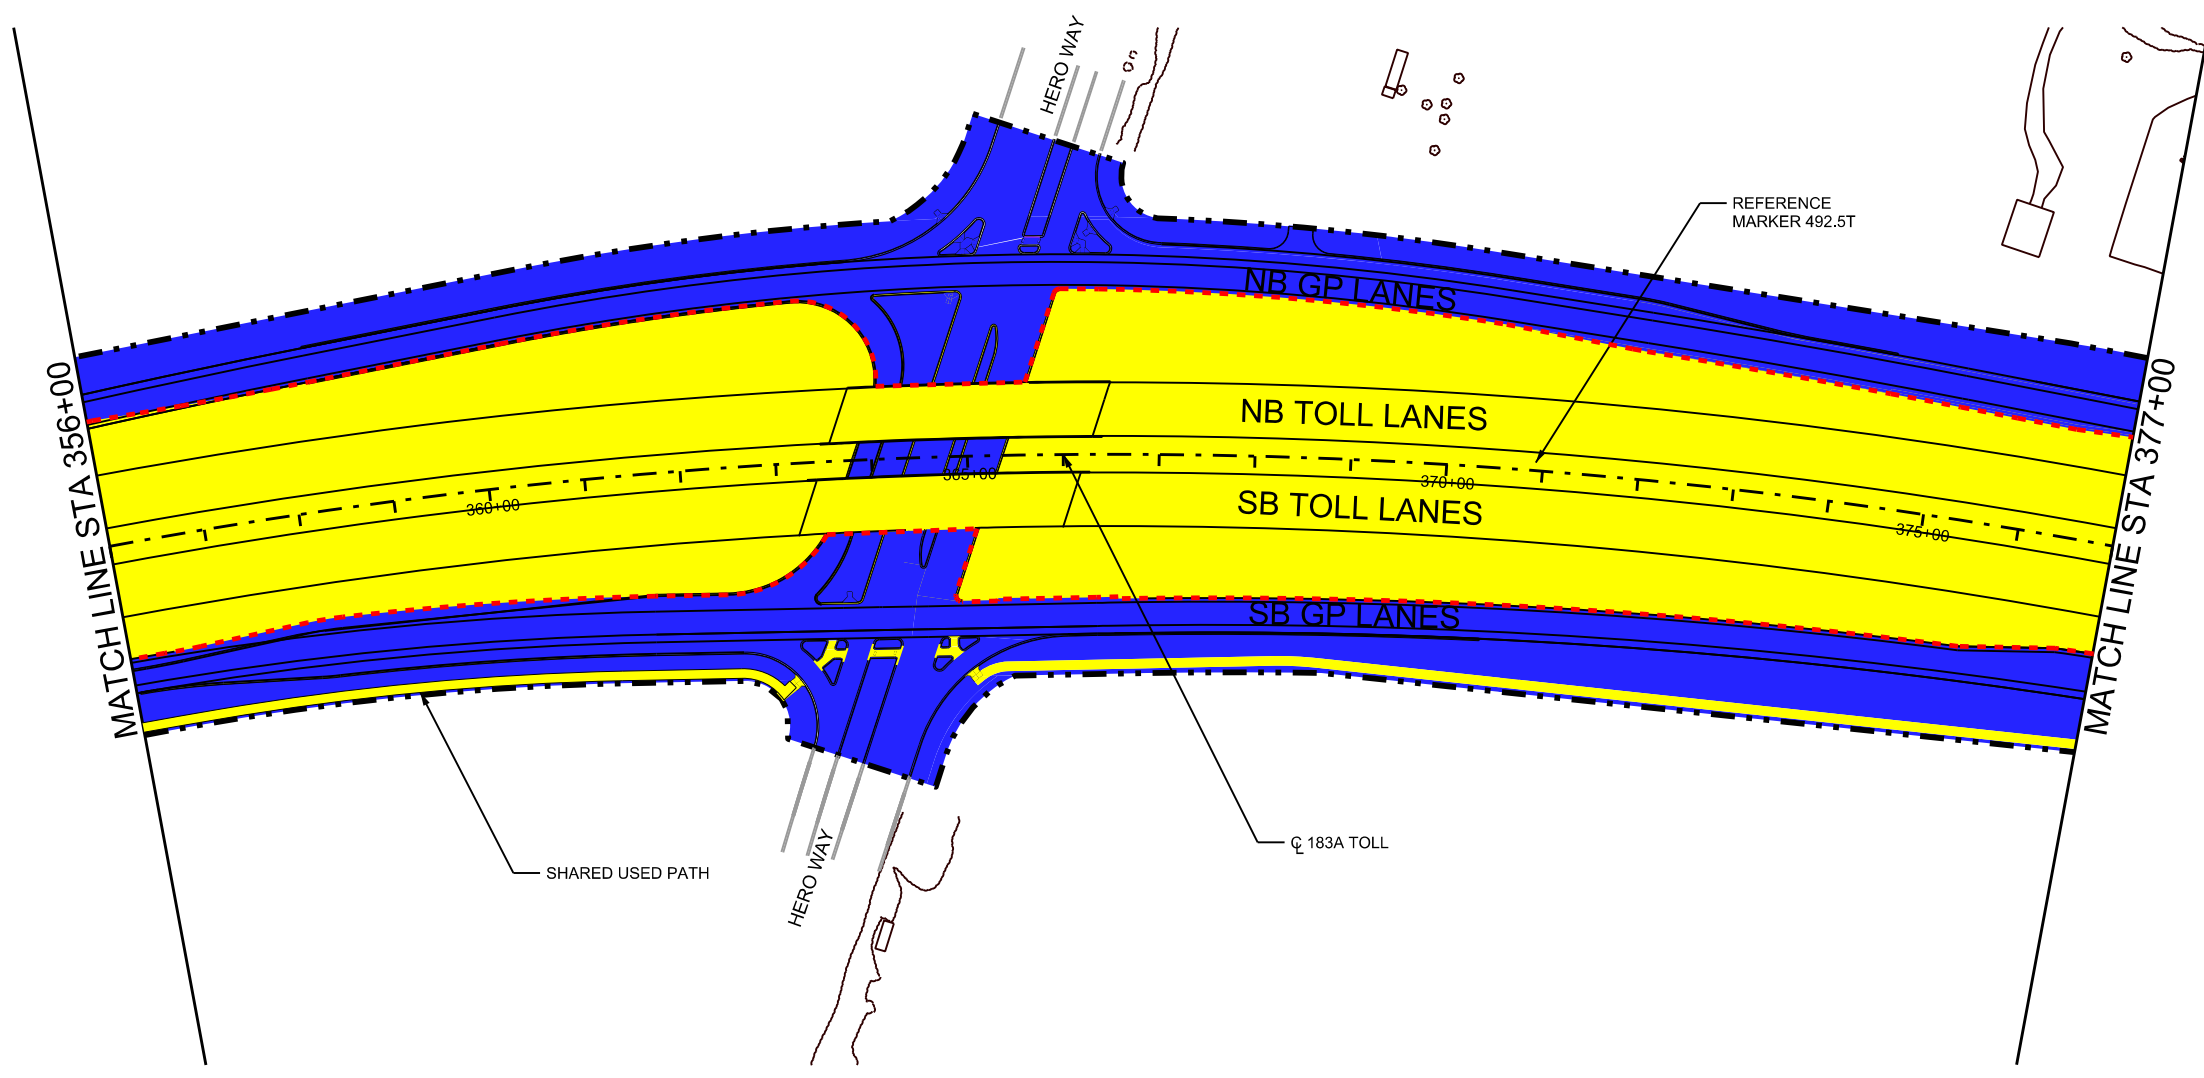 HERO WAY
REFERENCE
MARKER 492.5T
NB GP LANES
MATCH LINE STA 356+00
MATCH LINE STA 377+00
NB TOLL LANES
360+00
365+00
370+00
375+00
SB TOLL LANES
SB GP LANES
℄ 183A TOLL
SHARED USED PATH
HERO WAY